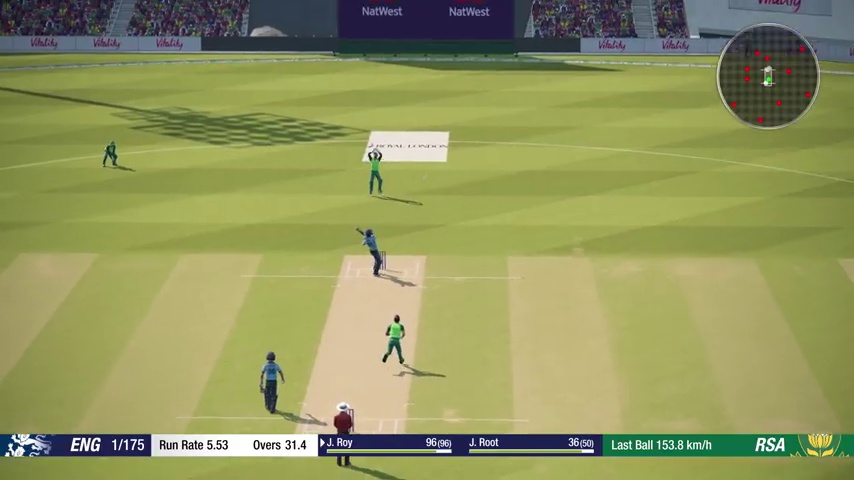 NatWest
NatWest
Vitality
Vitality
Vitality
Vitality
Vitality
ROYAL LONDON
ENG 1/175 Run Rate 5.53 Overs 31.4 J. Roy 96 (96) J. Root 36 (50) Last Ball 153.8 km/h RSA